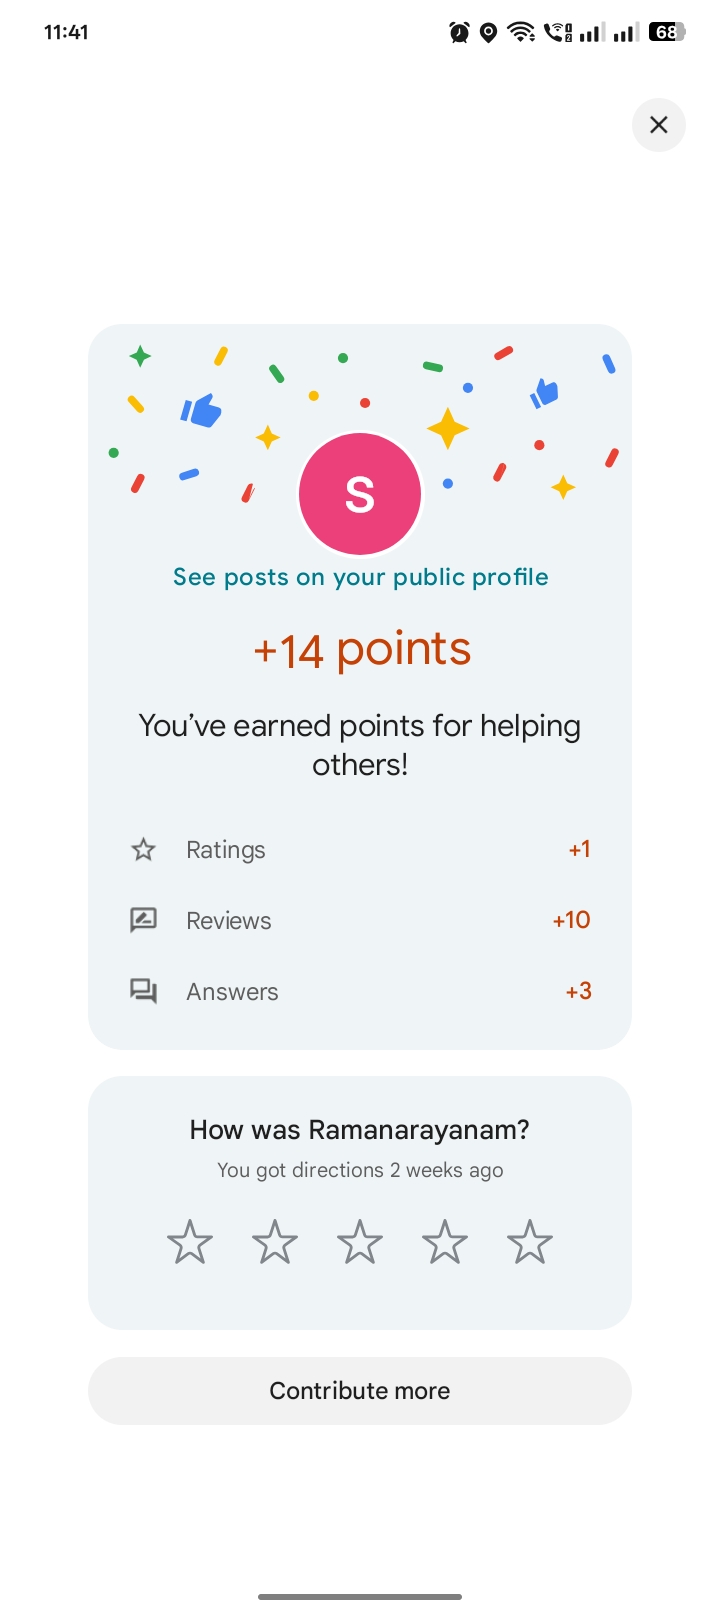 11:41
68
S
See posts on your public profile
+14 points
You've earned points for helping
others!
Ratings +1
Reviews +10
Answers +3
How was Ramanarayanam?
You got directions 2 weeks ago
Contribute more